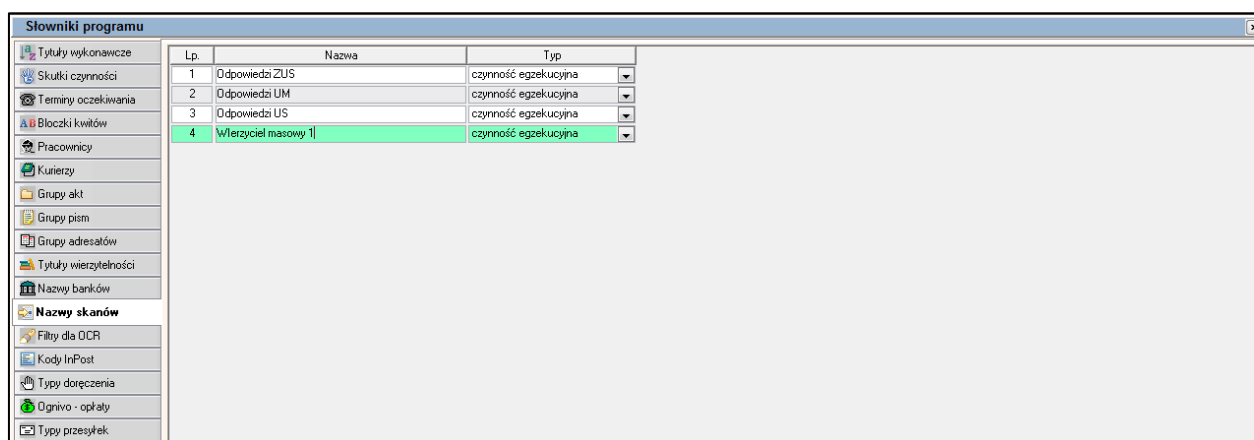 Słowniki programu
Tytuły wykonawcze
Skutki czynności
Terminy oczekiwania
Bloczki kwitów
Pracownicy
Kurierzy
Grupy akt
Grupy pism
Grupy adresatów
Tytuły wierzytelności
Nazwy banków
Nazwy skanów
Filtry dla OCR
Kody InPost
Typy doręczenia
Ognivo - opłaty
Typy przesyłek
Lp. Nazwa Typ
1 Odpowiedzi ZUS czynność egzekucyjna
2 Odpowiedzi UM czynność egzekucyjna
3 Odpowiedzi US czynność egzekucyjna
4 WIerzyciel masowy 1 czynność egzekucyjna